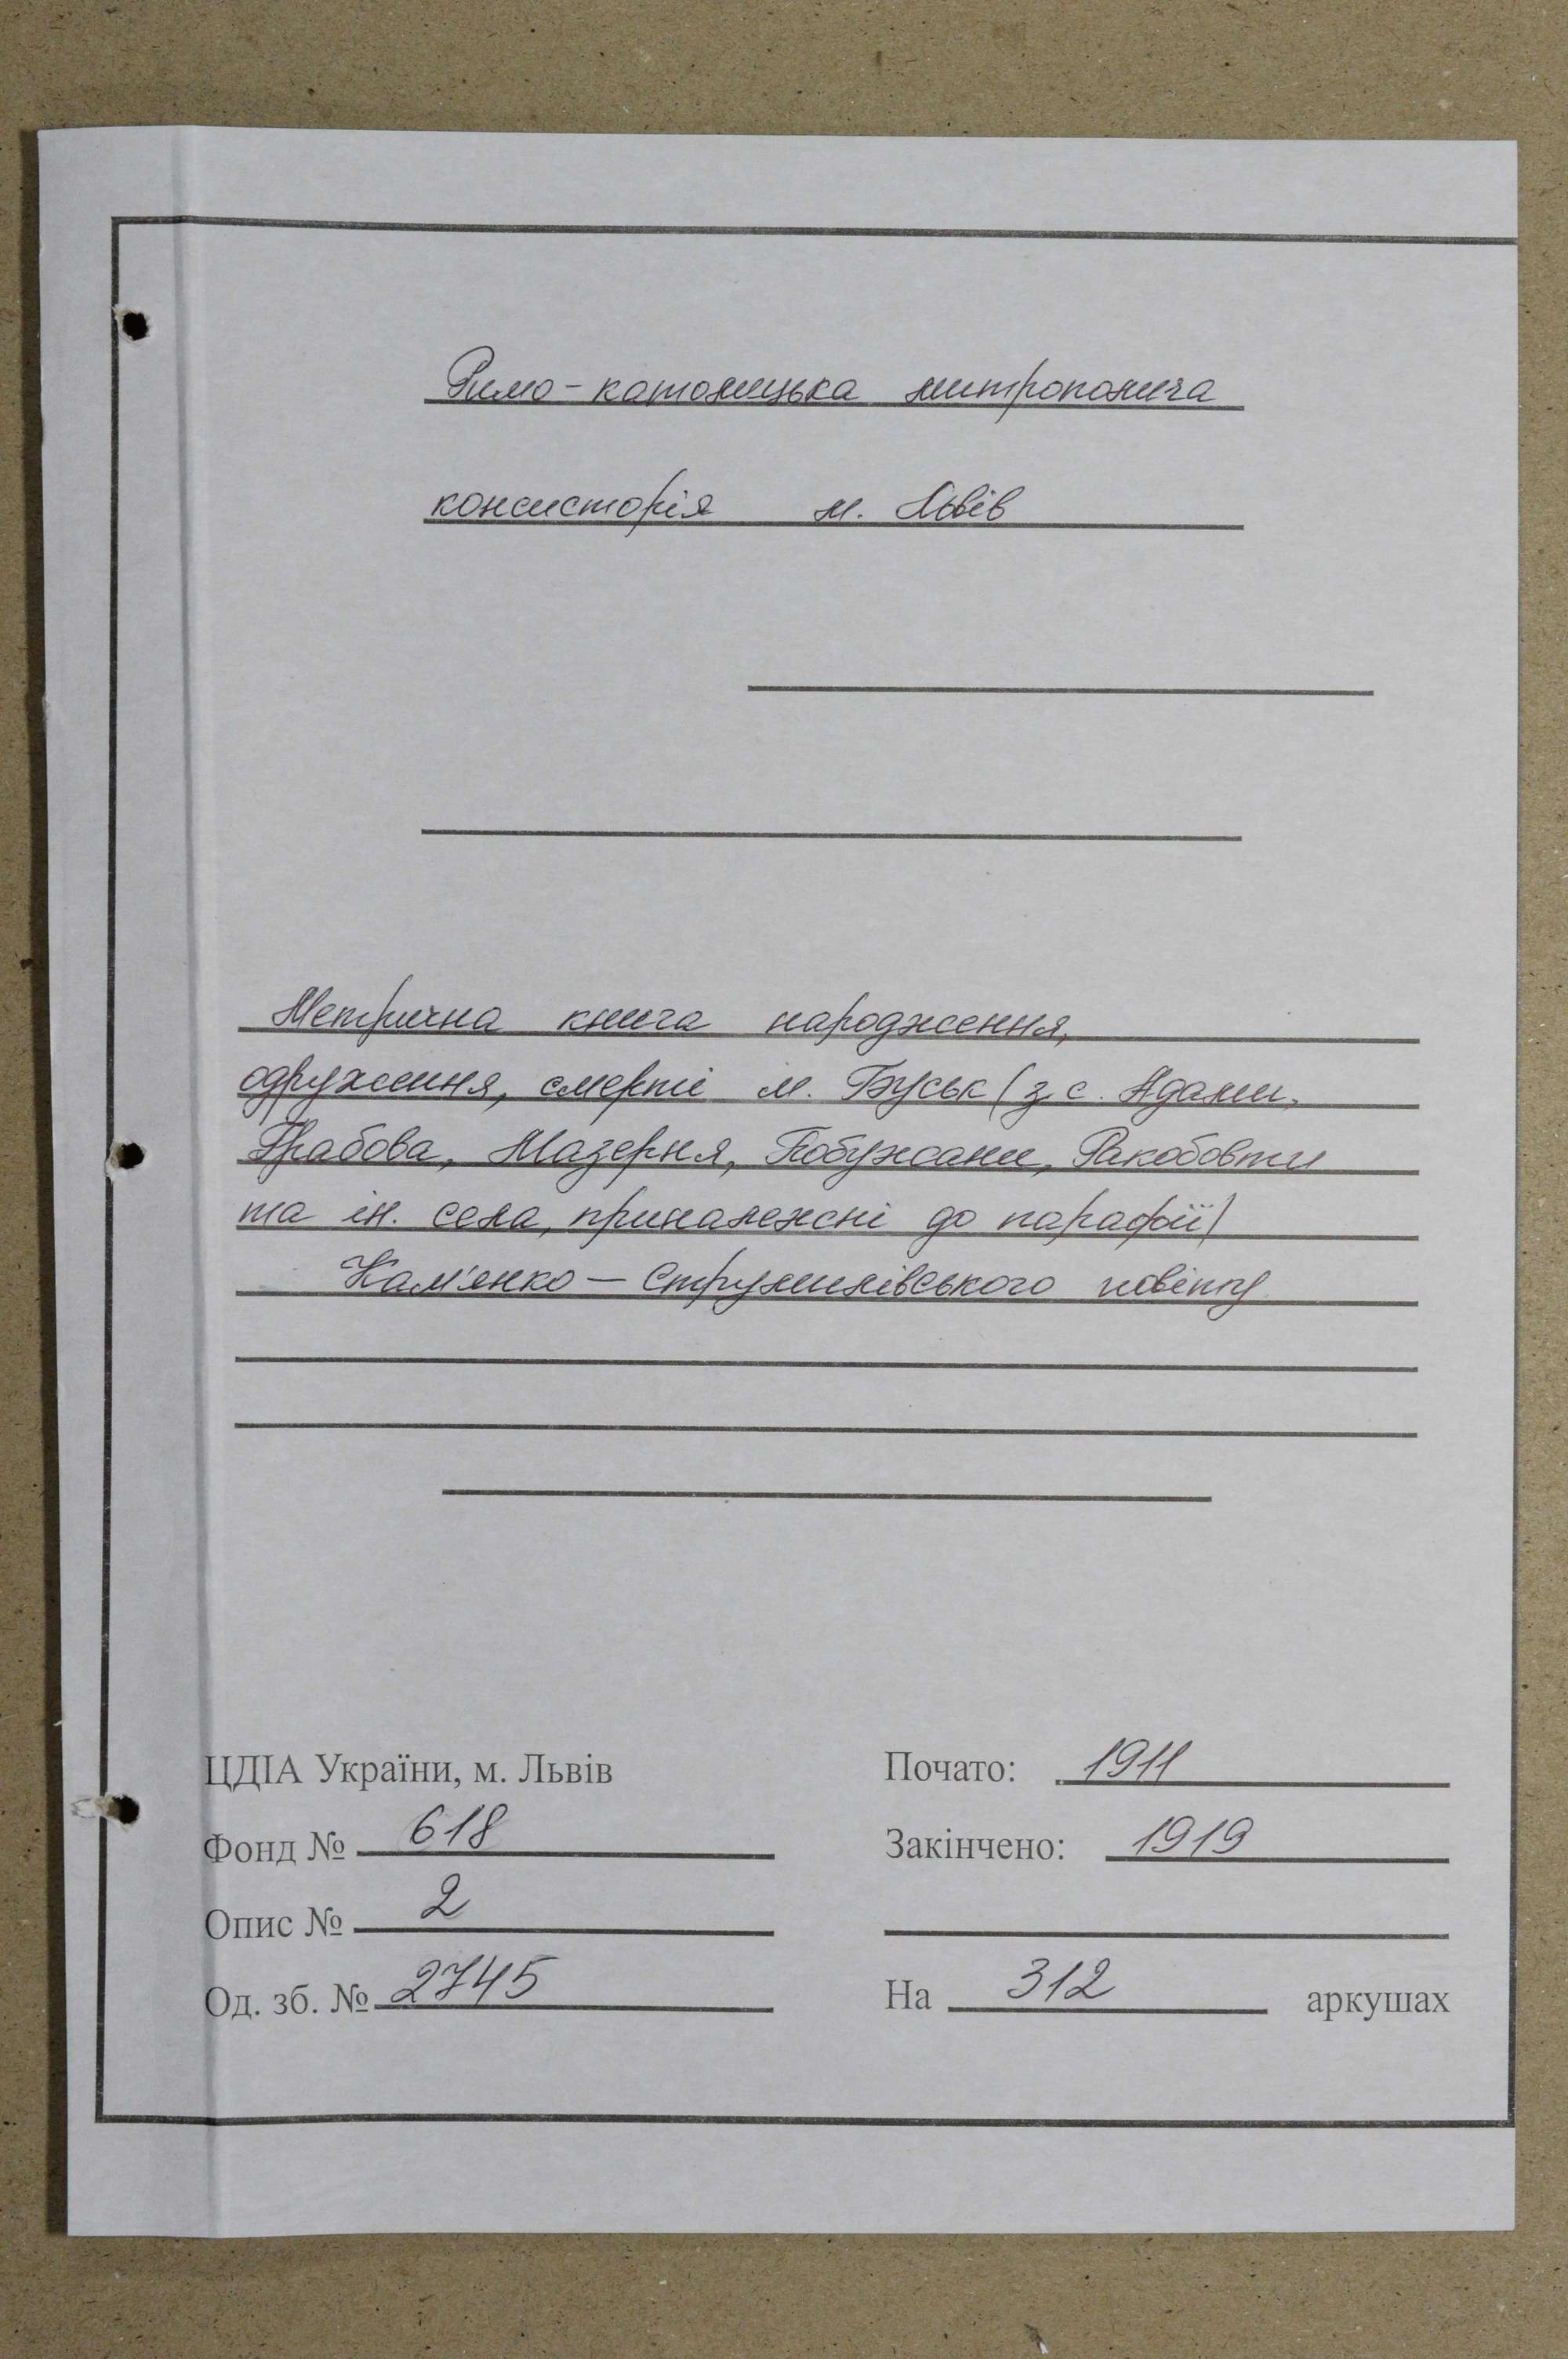 Римо-католицька митрополича
консисторія м. Львів
Метрична книга народження,
одруження, смерті м. Буськ (з с. Адами,
Грабова, Мазерня, Побужани, Ракобовти
та ін. села, приналежні до парафії)
Кам'янко - Струмилівського повіту
ЦДІА України, м. Львів
Фонд № 618
Опис № 2
Од. зб. № 2745
Почато: 1911
Закінчено: 1919
На 312 аркушах